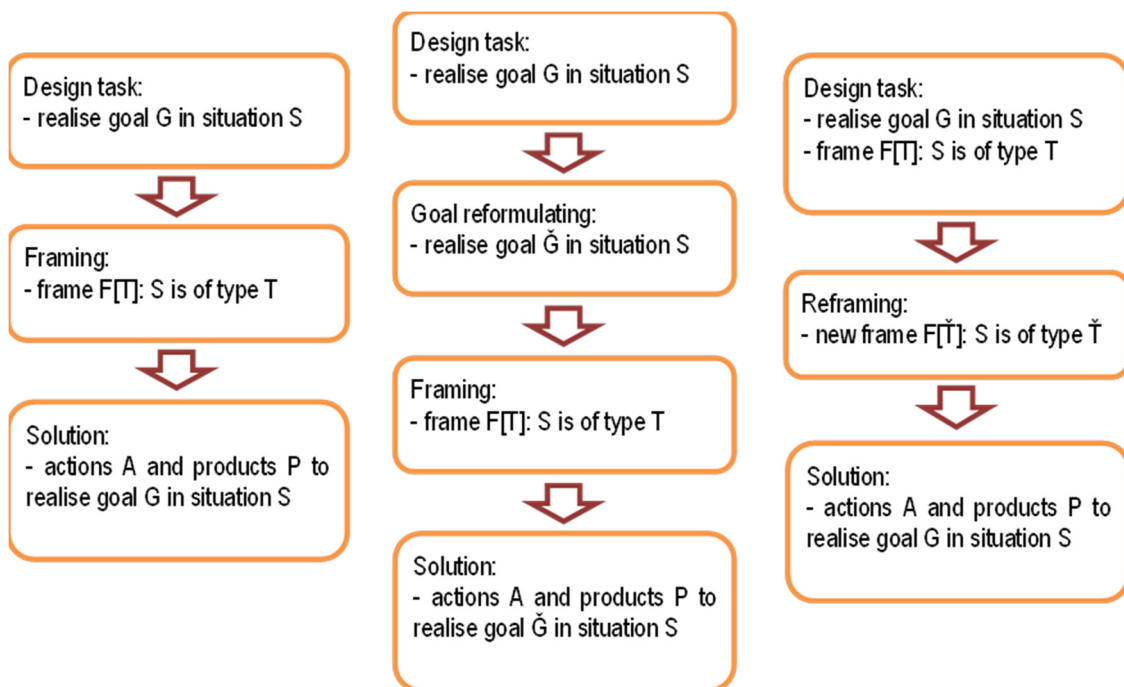 Design task:
- realise goal G in situation S
Framing:
- frame F[T]: S is of type T
Solution:
- actions A and products P to
realise goal G in situation S
Design task:
- realise goal G in situation S
Goal reformulating:
- realise goal Ğ in situation S
Framing:
- frame F[T]: S is of type T
Solution:
- actions A and products P to
realise goal Ğ in situation S
Design task:
- realise goal G in situation S
- frame F[T]: S is of type T
Reframing:
- new frame F[Ť]: S is of type Ť
Solution:
- actions A and products P to
realise goal G in situation S